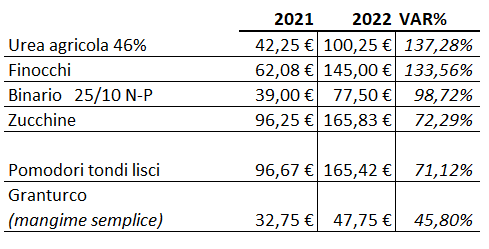 2021 2022 VAR%
Urea agricola 46% 42,25 € 100,25 € 137,28%
Finocchi 62,08 € 145,00 € 133,56%
Binario 25/10 N-P 39,00 € 77,50 € 98,72%
Zucchine 96,25 € 165,83 € 72,29%
Pomodori tondi lisci 96,67 € 165,42 € 71,12%
Granturco
(mangime semplice) 32,75 € 47,75 € 45,80%